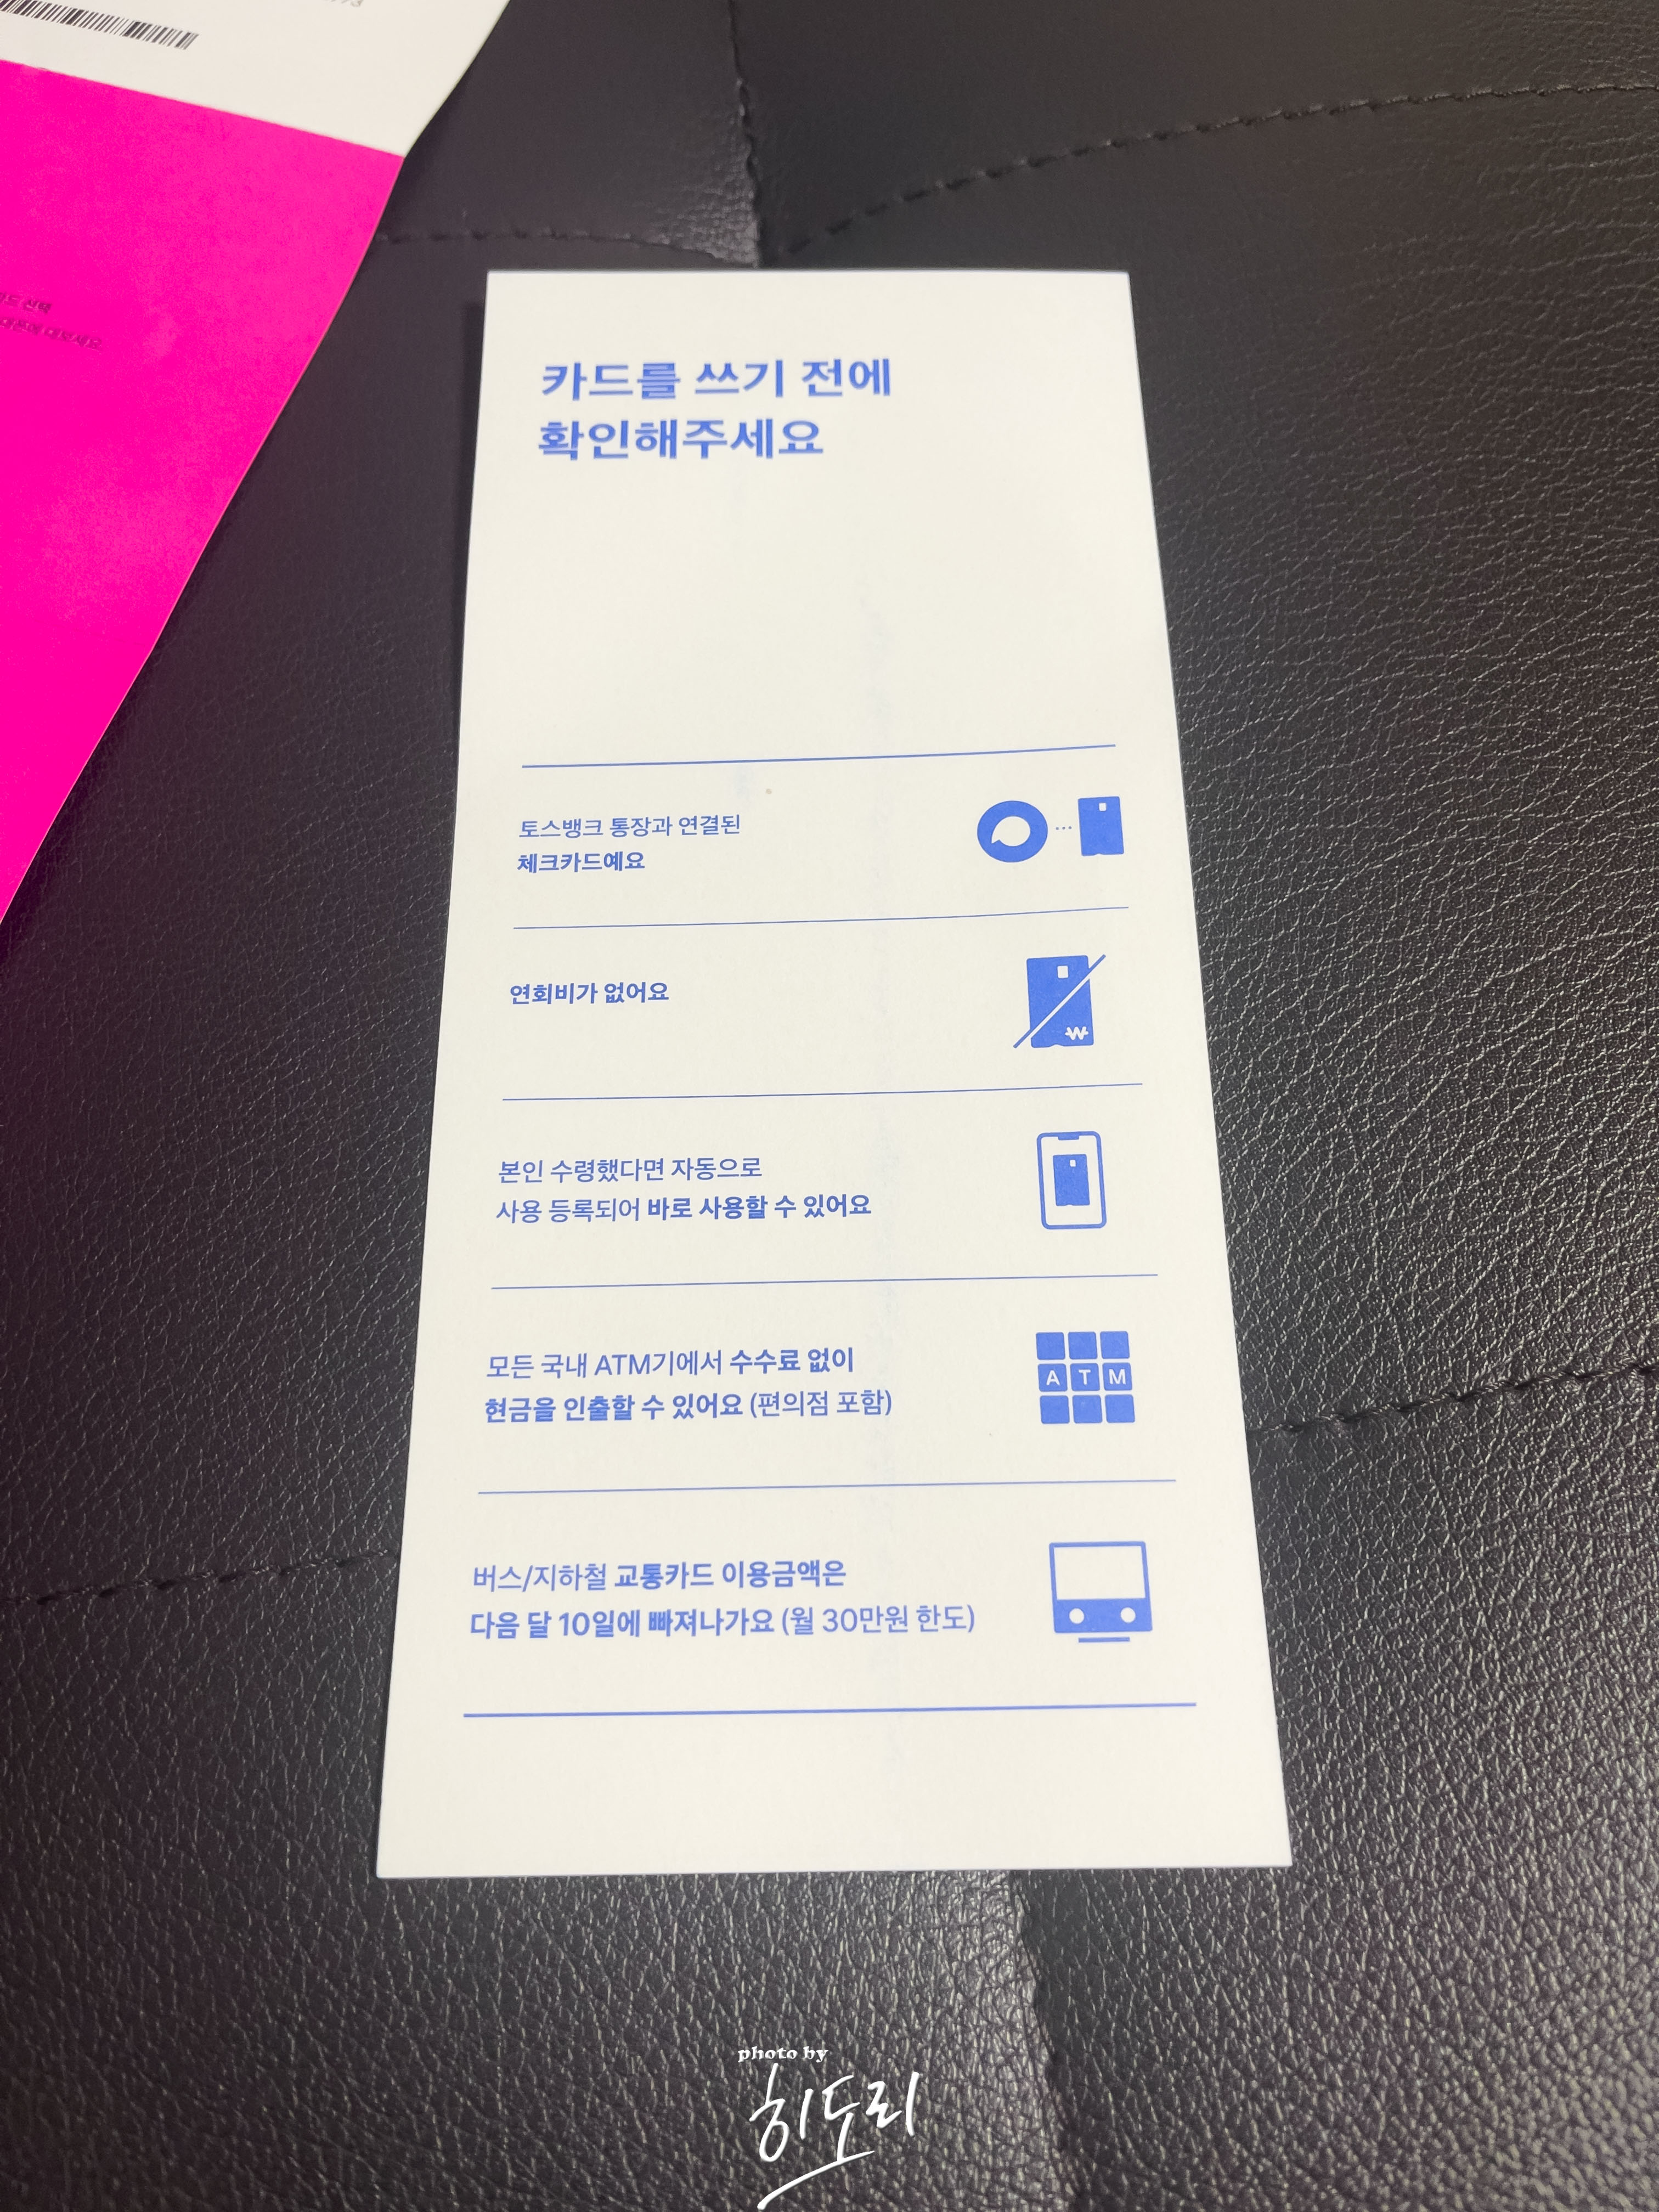 카드 선택
카드를 쓰기 전에
확인해주세요
토스뱅크 통장과 연결된
체크카드예요
연회비가 없어요
₩
본인 수령했다면 자동으로
사용 등록되어 바로 사용할 수 있어요
모든 국내 ATM기에서 수수료 없이
현금을 인출할 수 있어요 (편의점 포함)
A T M
버스/지하철 교통카드 이용금액은
다음 달 10일에 빠져나가요 (월 30만원 한도)
photo by
히도리